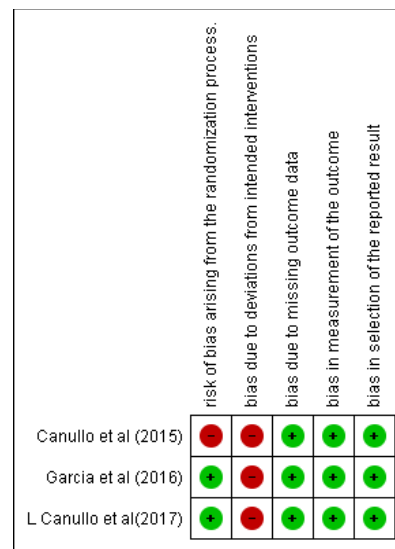 risk of bias arising from the randomization process.
bias due to deviations from intended interventions
bias due to missing outcome data
bias in measurement of the outcome
bias in selection of the reported result
Canullo et al (2015) - - + + +
Garcia et al (2016) + - + + +
L Canullo et al(2017) + - + + +